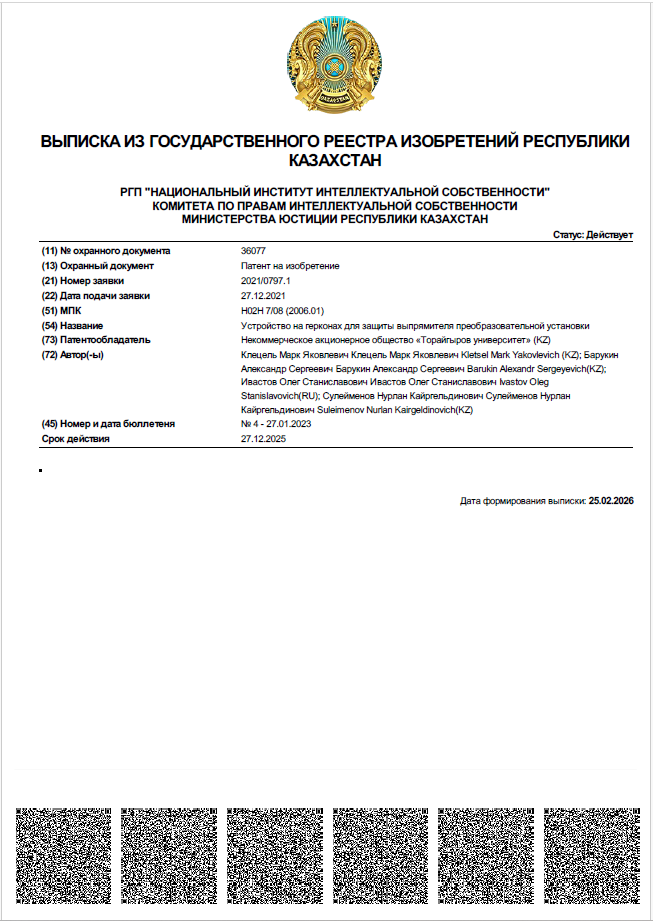 ҚАЗАҚСТАН
ВЫПИСКА ИЗ ГОСУДАРСТВЕННОГО РЕЕСТРА ИЗОБРЕТЕНИЙ РЕСПУБЛИКИ
КАЗАХСТАН
РГП "НАЦИОНАЛЬНЫЙ ИНСТИТУТ ИНТЕЛЛЕКТУАЛЬНОЙ СОБСТВЕННОСТИ"
КОМИТЕТА ПО ПРАВАМ ИНТЕЛЛЕКТУАЛЬНОЙ СОБСТВЕННОСТИ
МИНИСТЕРСТВА ЮСТИЦИИ РЕСПУБЛИКИ КАЗАХСТАН
Статус: Действует
(11) № охранного документа 36077
(13) Охранный документ Патент на изобретение
(21) Номер заявки 2021/0797.1
(22) Дата подачи заявки 27.12.2021
(51) МПК H02H 7/08 (2006.01)
(54) Название Устройство на герконах для защиты выпрямителя преобразовательной установки
(73) Патентообладатель Некоммерческое акционерное общество «Торайгыров университет» (KZ)
(72) Автор(-ы) Клецель Марк Яковлевич Клецель Марк Яковлевич Kletsel Mark Yakovlevich (KZ); Барукин
Александр Сергеевич Барукин Александр Сергеевич Barukin Alexandr Sergeyevich(KZ);
Ивастов Олег Станиславович Ивастов Олег Станиславович Ivastov Oleg
Stanislavovich(RU); Сулейменов Нурлан Кайргельдинович Сулейменов Нурлан
Кайргельдинович Suleimenov Nurlan Kairgeldinovich(KZ)
(45) Номер и дата бюллетеня № 4 - 27.01.2023
Срок действия 27.12.2025
Дата формирования выписки: 25.02.2026